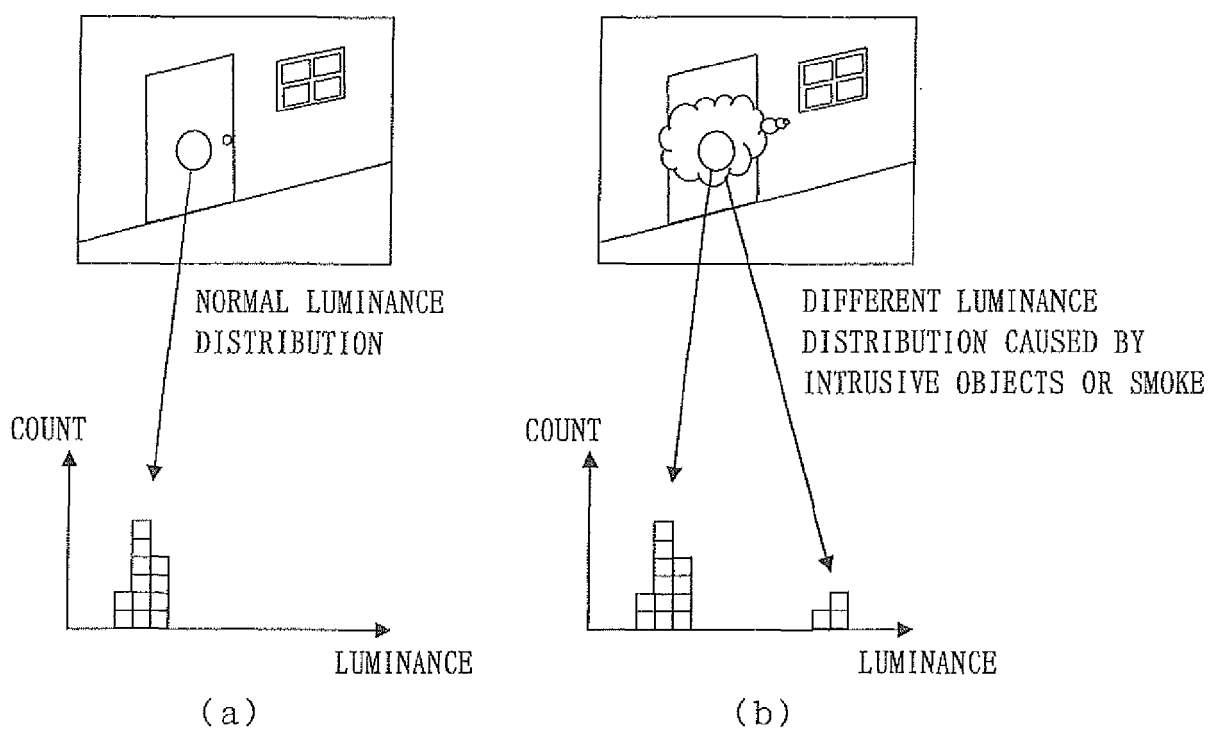 NORMAL LUMINANCE
DISTRIBUTION
DIFFERENT LUMINANCE
DISTRIBUTION CAUSED BY
INTRUSIVE OBJECTS OR SMOKE
COUNT
LUMINANCE
(a)
COUNT
LUMINANCE
(b)